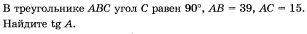 В треугольнике ABC угол C равен 90°, AB = 39, AC = 15.
Найдите tg A.